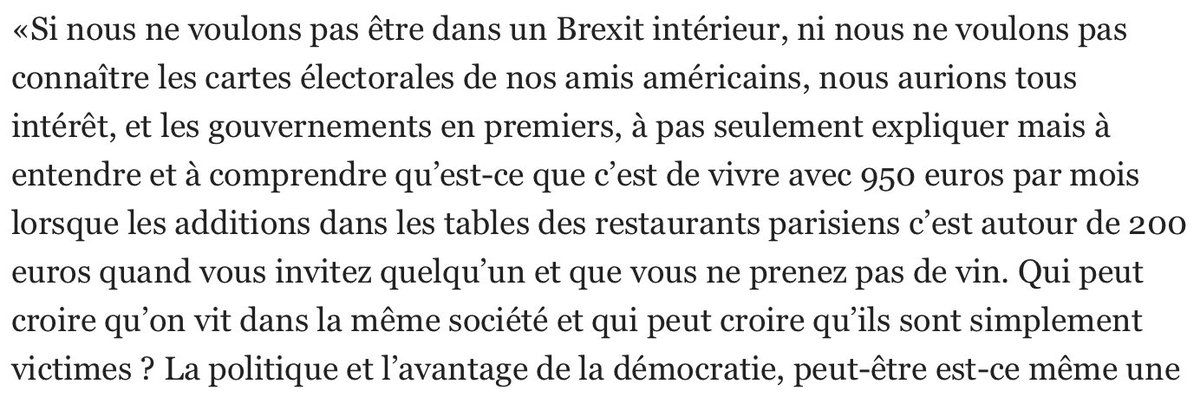 «Si nous ne voulons pas être dans un Brexit intérieur, ni nous ne voulons pas
connaître les cartes électorales de nos amis américains, nous aurions tous
intérêt, et les gouvernements en premiers, à pas seulement expliquer mais à
entendre et à comprendre qu’est-ce que c’est de vivre avec 950 euros par mois
lorsque les additions dans les tables des restaurants parisiens c’est autour de 200
euros quand vous invitez quelqu’un et que vous ne prenez pas de vin. Qui peut
croire qu’on vit dans la même société et qui peut croire qu’ils sont simplement
victimes ? La politique et l’avantage de la démocratie, peut-être est-ce même une